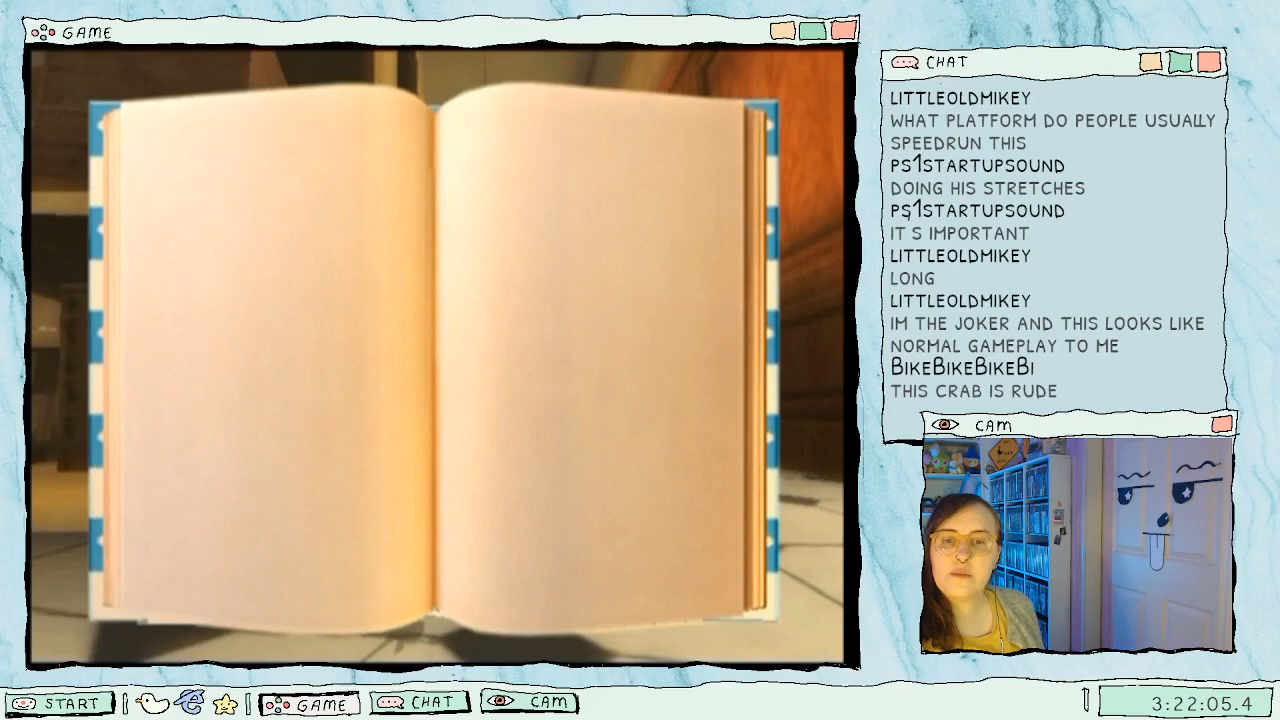 GAME
CHAT
LITTLEOLDMIKEY
WHAT PLATFORM DO PEOPLE USUALLY
SPEEDRUN THIS
PS1STARTUPSOUND
DOING HIS STRETCHES
PS1STARTUPSOUND
IT S IMPORTANT
LITTLEOLDMIKEY
LONG
LITTLEOLDMIKEY
IM THE JOKER AND THIS LOOKS LIKE
NORMAL GAMEPLAY TO ME
BIKEBIKEBIKEBI
THIS CRAB IS RUDE
CAM
START
GAME
CHAT
CAM
3:22:05.4